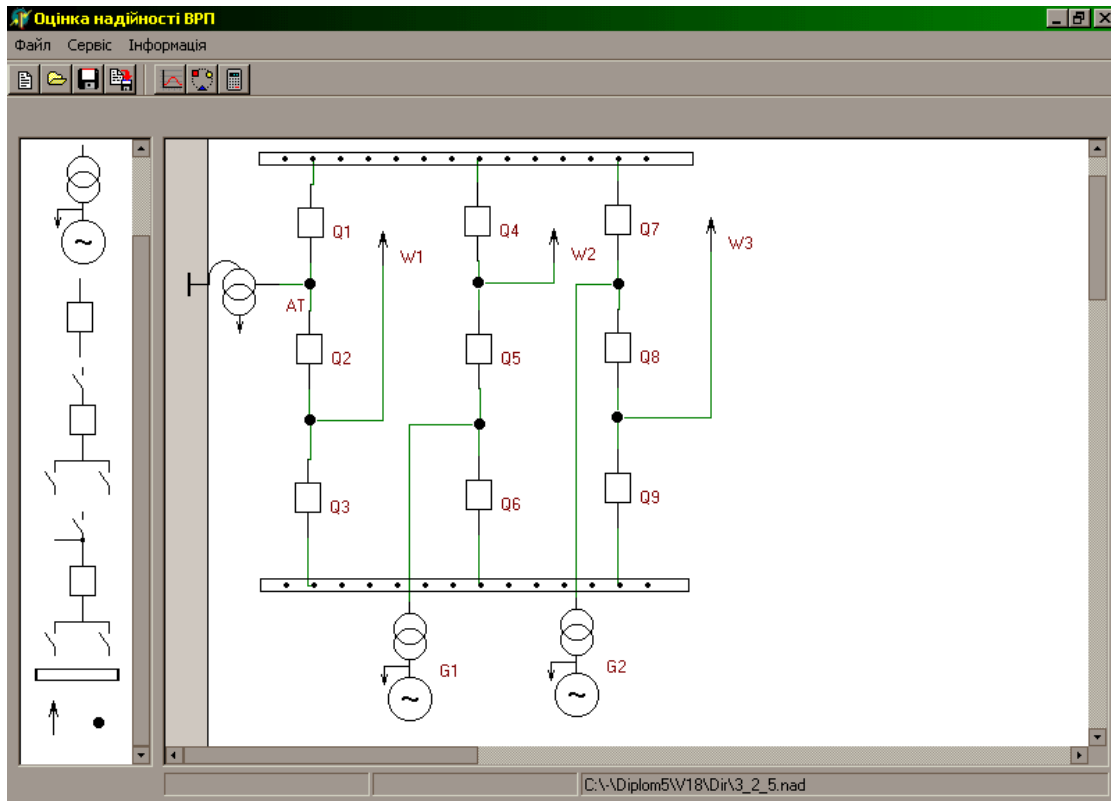 Оцінка надійності ВРП
Файл Сервіс Інформація
Q1
Q4
Q7
W1
W2
W3
AT
Q2
Q5
Q8
Q3
Q6
Q9
G1
G2
C:\-\Diplom5\V18\Dir\3_2_5.nad